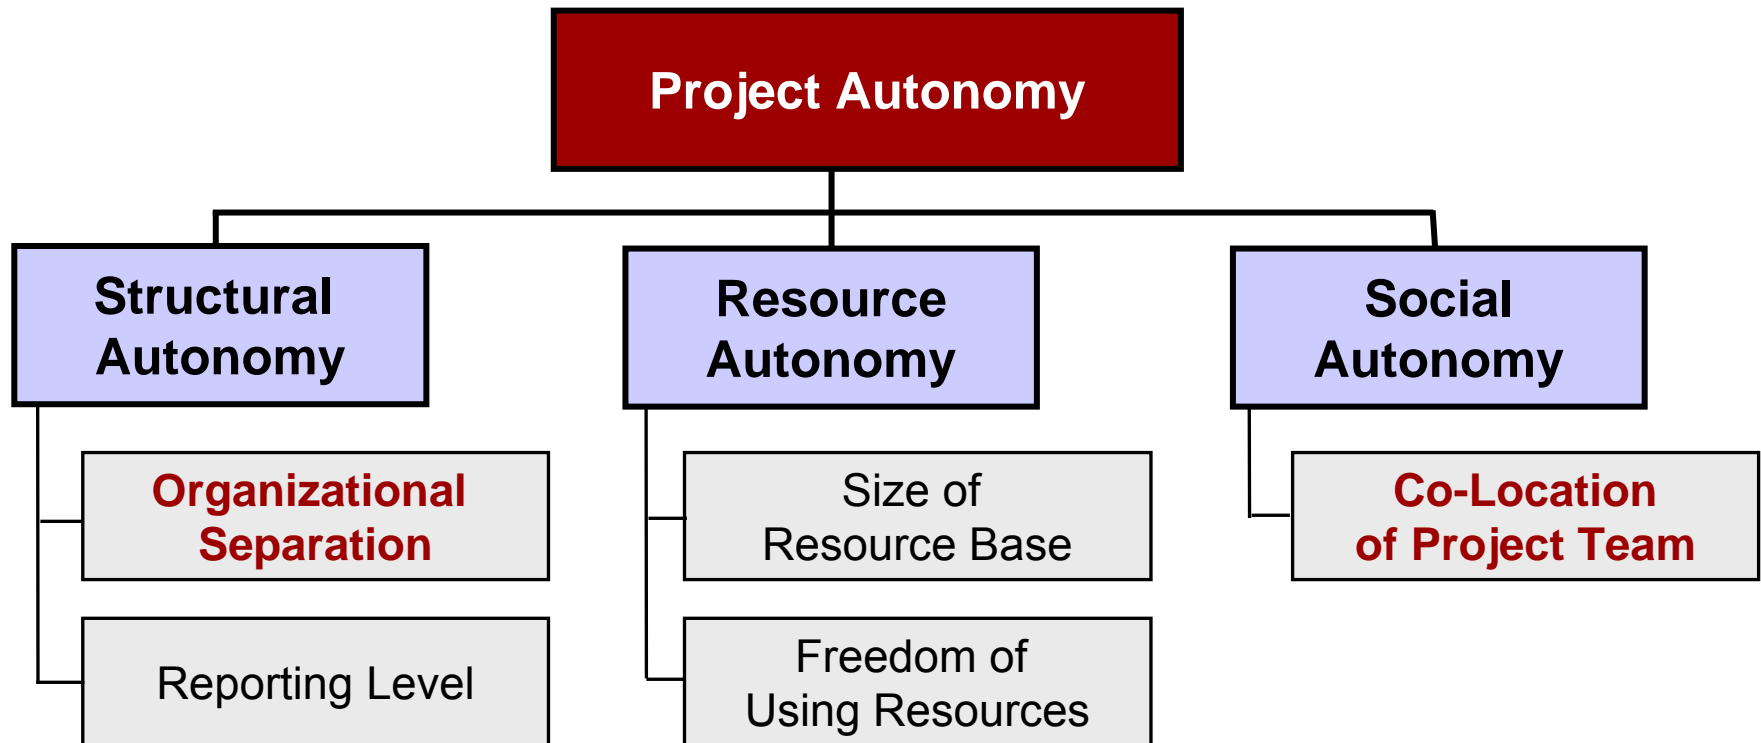 Project Autonomy
Structural
Autonomy
Resource
Autonomy
Social
Autonomy
Organizational
Separation
Size of
Resource Base
Co-Location
of Project Team
Reporting Level
Freedom of
Using Resources